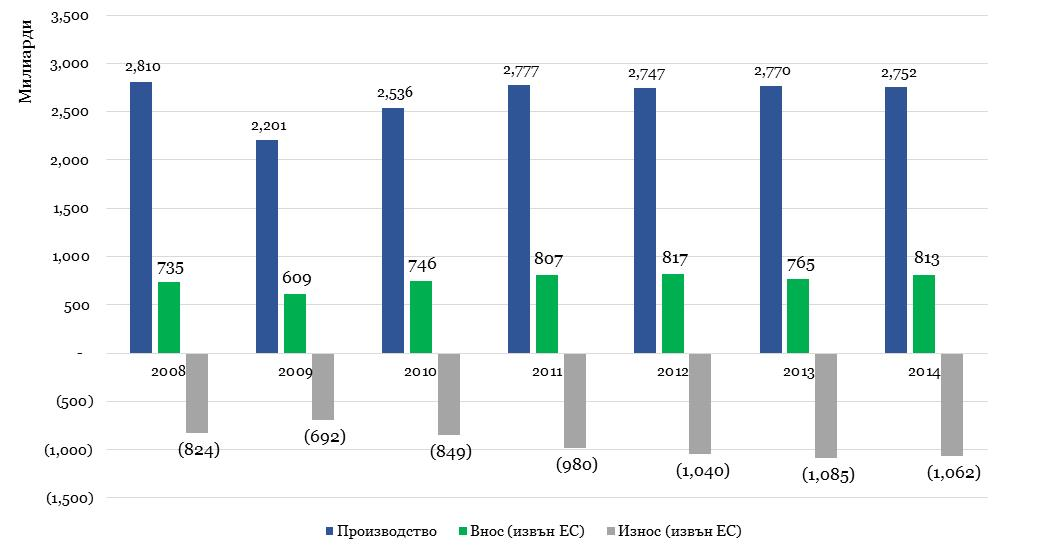 Милиарди
3,500
3,000
2,500
2,000
1,500
1,000
500
-
(500)
(1,000)
(1,500)
2,810 2,201 2,536 2,777 2,747 2,770 2,752
735 609 746 807 817 765 813
2008 2009 2010 2011 2012 2013 2014
(824) (692) (849) (980) (1,040) (1,085) (1,062)
Производство Внос (извън ЕС) Износ (извън ЕС)